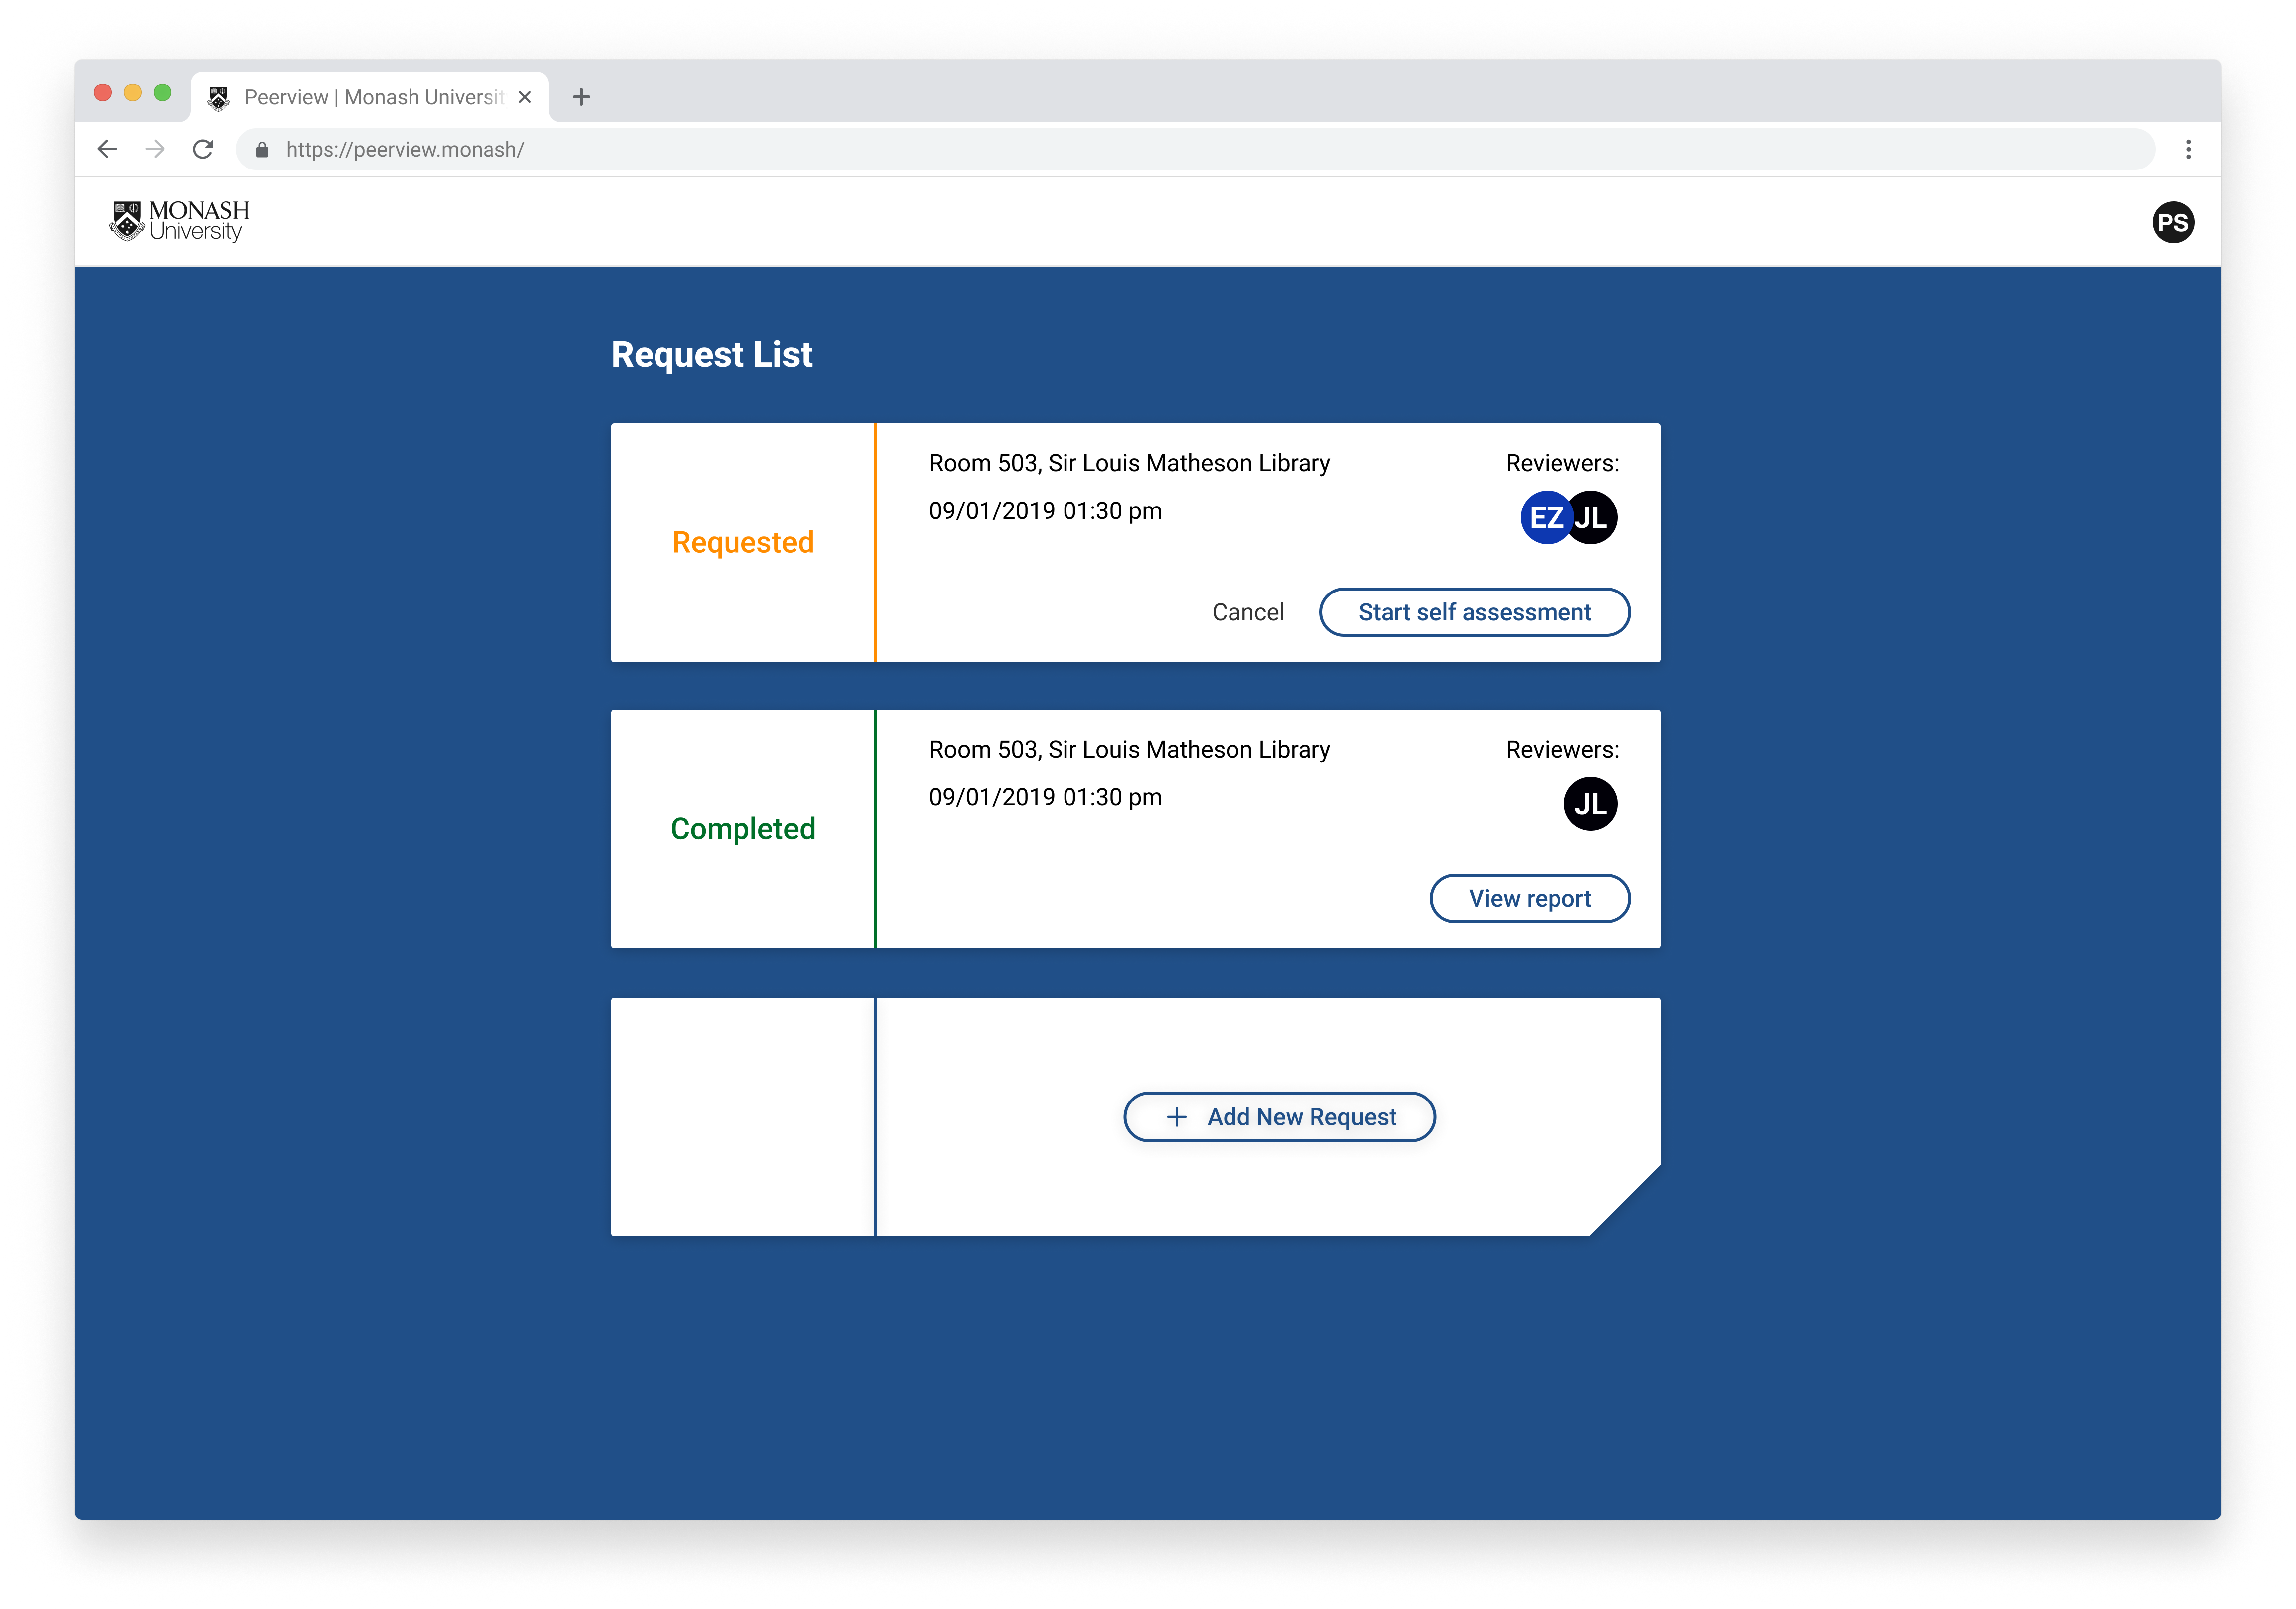 Peerview | Monash Universit
https://peerview.monash/
MONASH
University
PS
Request List
Requested
Room 503, Sir Louis Matheson Library
09/01/2019 01:30 pm
Reviewers:
EZ JL
Cancel
Start self assessment
Completed
Room 503, Sir Louis Matheson Library
09/01/2019 01:30 pm
Reviewers:
JL
View report
Add New Request